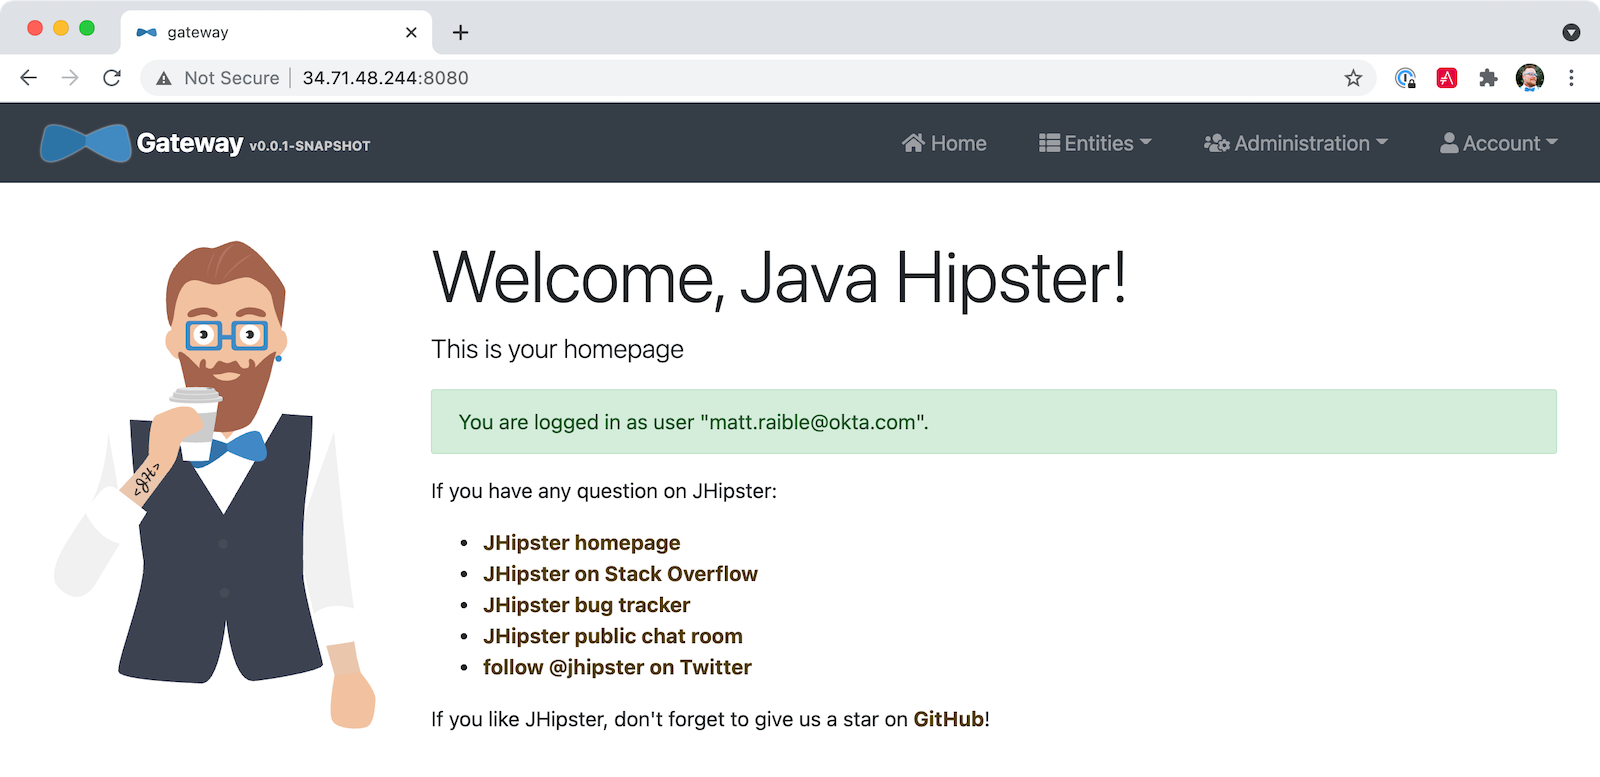 gateway
Not Secure 34.71.48.244:8080
Gateway v0.0.1-SNAPSHOT Home Entities Administration Account
Welcome, Java Hipster!
This is your homepage
You are logged in as user "matt.raible@okta.com".
If you have any question on JHipster:
• JHipster homepage
• JHipster on Stack Overflow
• JHipster bug tracker
• JHipster public chat room
• follow @jhipster on Twitter
If you like JHipster, don't forget to give us a star on GitHub!
<JH>